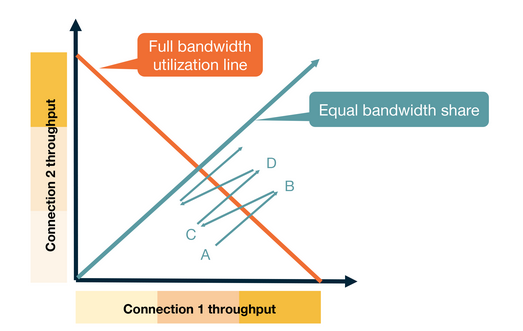 Full bandwidth
utilization line
Equal bandwidth share
Connection 2 throughput
D
B
C
A
Connection 1 throughput